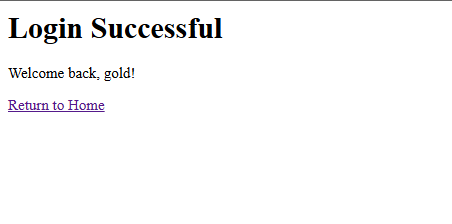 Login Successful
Welcome back, gold!
Return to Home